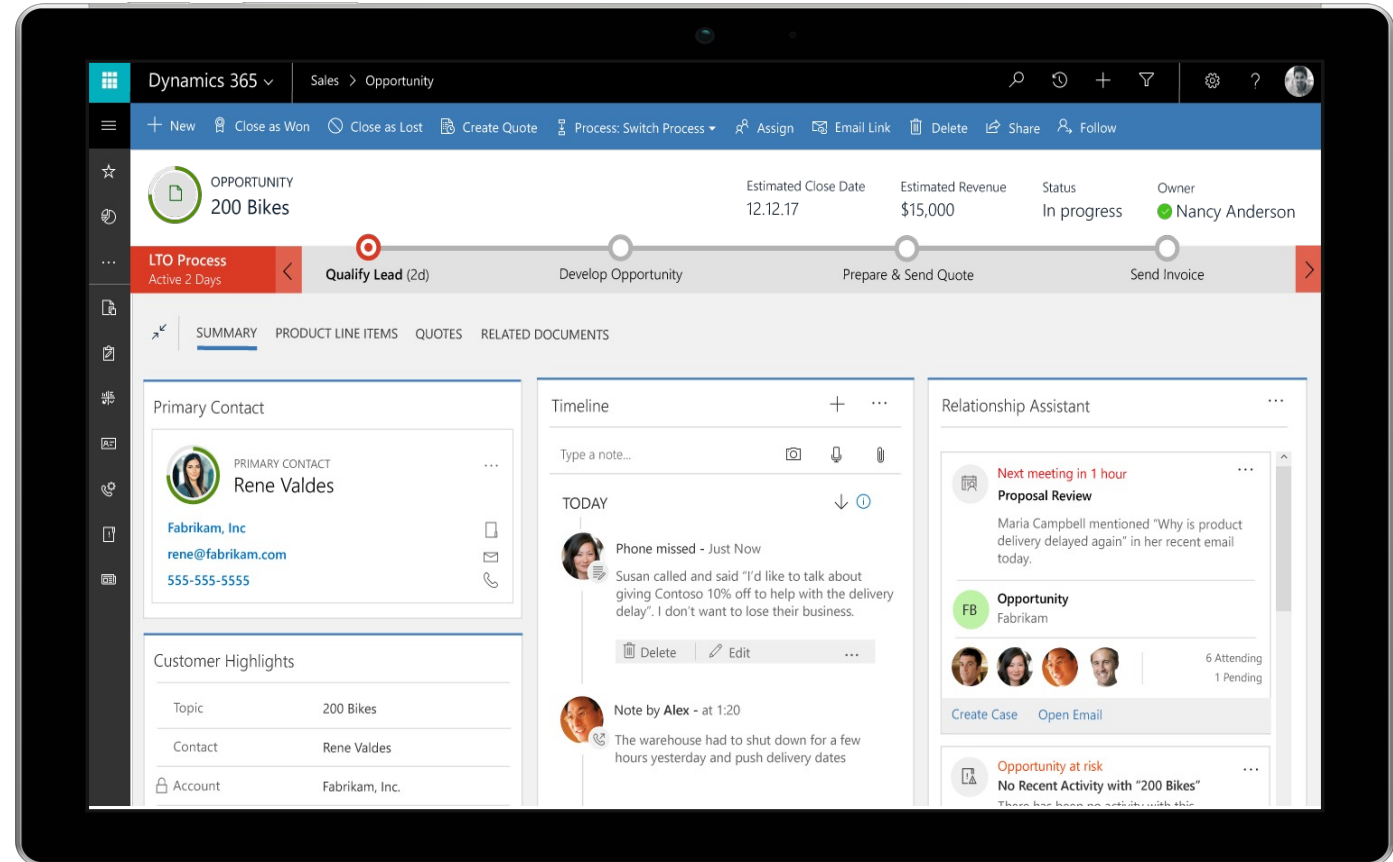 Dynamics 365
Sales > Opportunity
?
+ New
Close as Won
Close as Lost
Create Quote
Process: Switch Process
Assign
Email Link
Delete
Share
Follow
OPPORTUNITY
200 Bikes
Estimated Close Date
12.12.17
Estimated Revenue
$15,000
Status
In progress
Owner
Nancy Anderson
LTO Process
Active 2 Days
Qualify Lead (2d)
Develop Opportunity
Prepare & Send Quote
Send Invoice
SUMMARY
PRODUCT LINE ITEMS
QUOTES
RELATED DOCUMENTS
Primary Contact
PRIMARY CONTACT
Rene Valdes
Fabrikam, Inc
rene@fabrikam.com
555-555-5555
Customer Highlights
Topic
200 Bikes
Contact
Rene Valdes
Account
Fabrikam, Inc.
Timeline
Type a note...
TODAY
Phone missed - Just Now
Susan called and said "I'd like to talk about
giving Contoso 10% off to help with the delivery
delay". I don't want to lose their business.
Delete
Edit
Note by Alex - at 1:20
The warehouse had to shut down for a few
hours yesterday and push delivery dates
Relationship Assistant
Next meeting in 1 hour
Proposal Review
Maria Campbell mentioned "Why is product
delivery delayed again" in her recent email
today.
FB
Opportunity
Fabrikam
6 Attending
1 Pending
Create Case
Open Email
Opportunity at risk
No Recent Activity with "200 Bikes"
There has been no activity with this